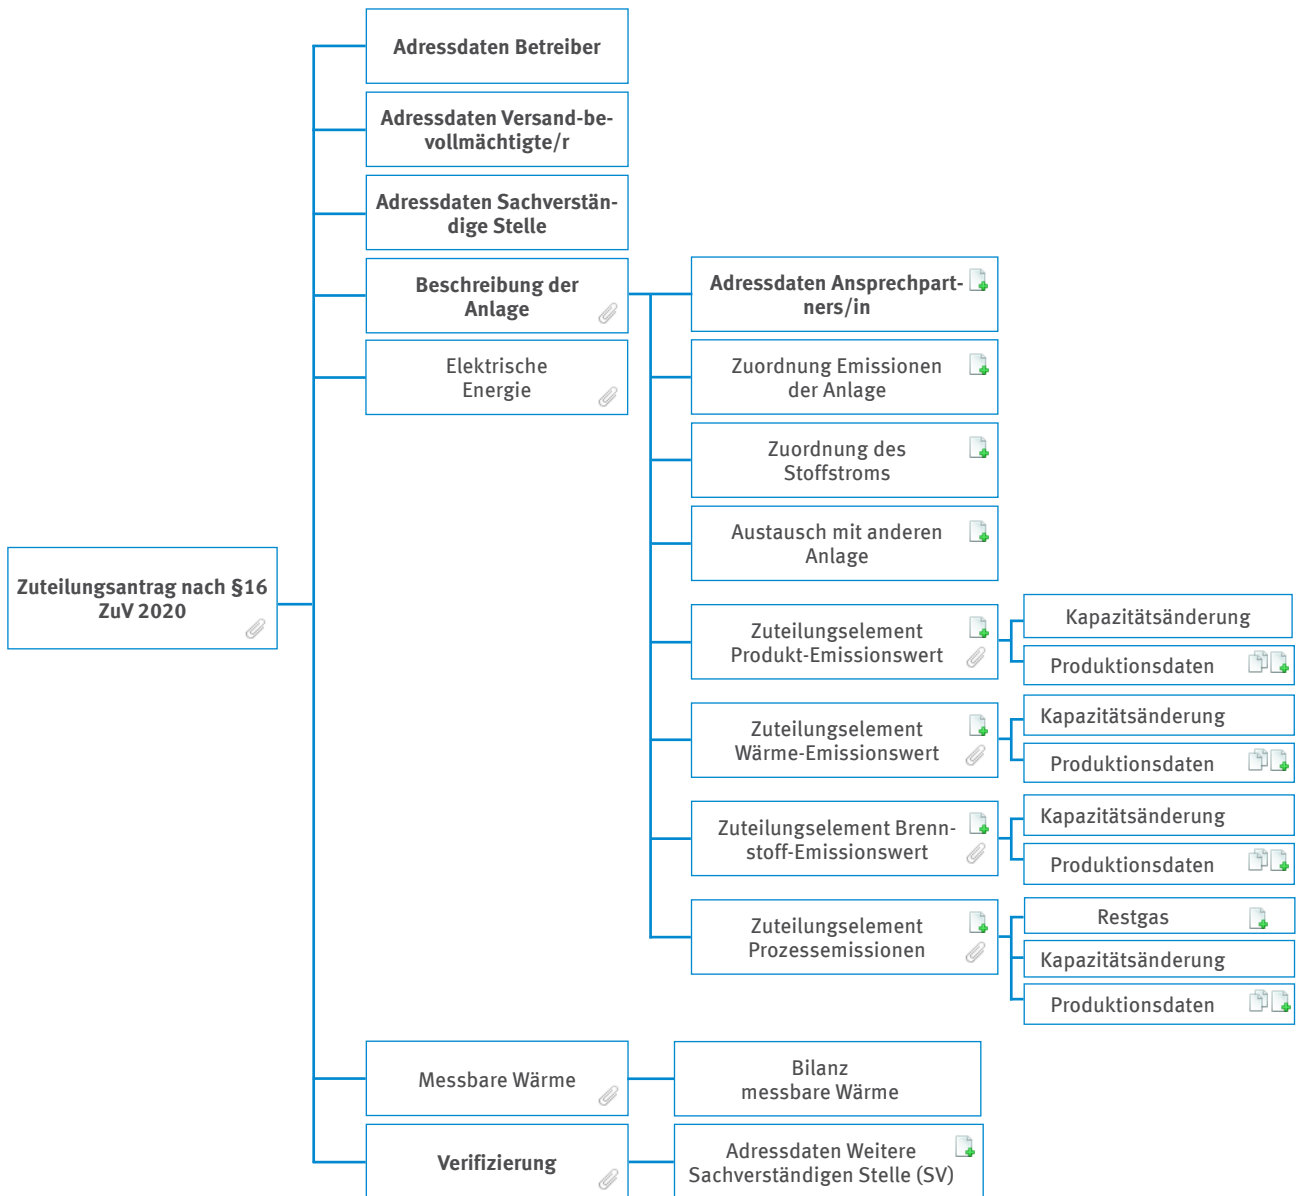 Adressdaten Betreiber
Adressdaten Versand-be-
vollmächtigte/r
Adressdaten Sachverstän-
dige Stelle
Beschreibung der
Anlage
Adressdaten Ansprechpart-
ners/in
Elektrische
Energie
Zuordnung Emissionen
der Anlage
Zuordnung des
Stoffstroms
Austausch mit anderen
Anlage
Zuteilungsantrag nach §16
ZuV 2020
Zuteilungselement
Produkt-Emissionswert
Kapazitätsänderung
Produktionsdaten
Zuteilungselement
Wärme-Emissionswert
Kapazitätsänderung
Produktionsdaten
Zuteilungselement Brenn-
stoff-Emissionswert
Kapazitätsänderung
Produktionsdaten
Zuteilungselement
Prozessemissionen
Restgas
Kapazitätsänderung
Produktionsdaten
Messbare Wärme
Bilanz
messbare Wärme
Verifizierung
Adressdaten Weitere
Sachverständigen Stelle (SV)